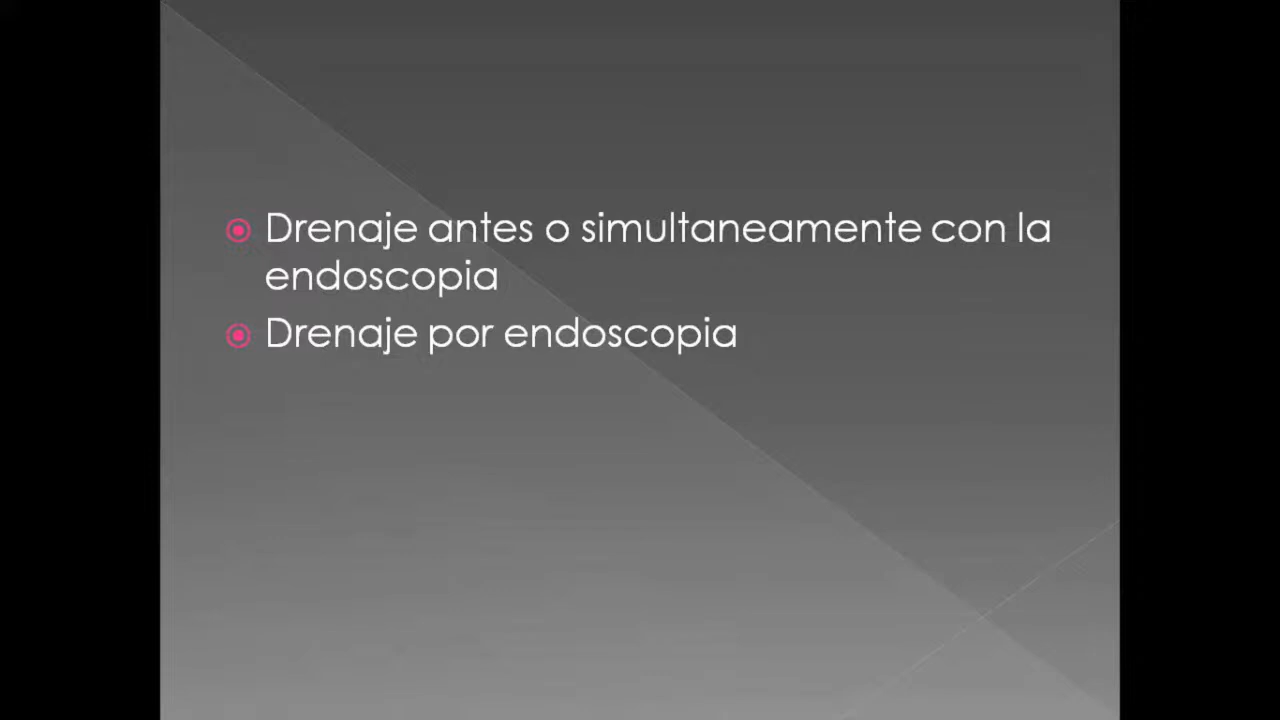 Drenaje antes o simultaneamente con la
endoscopia
Drenaje por endoscopia